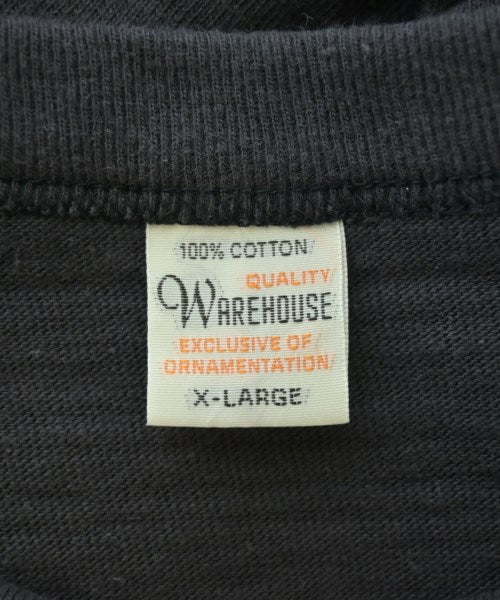 100% COTTON
QUALITY
WAREHOUSE
EXCLUSIVE OF
ORNAMENTATION
X-LARGE